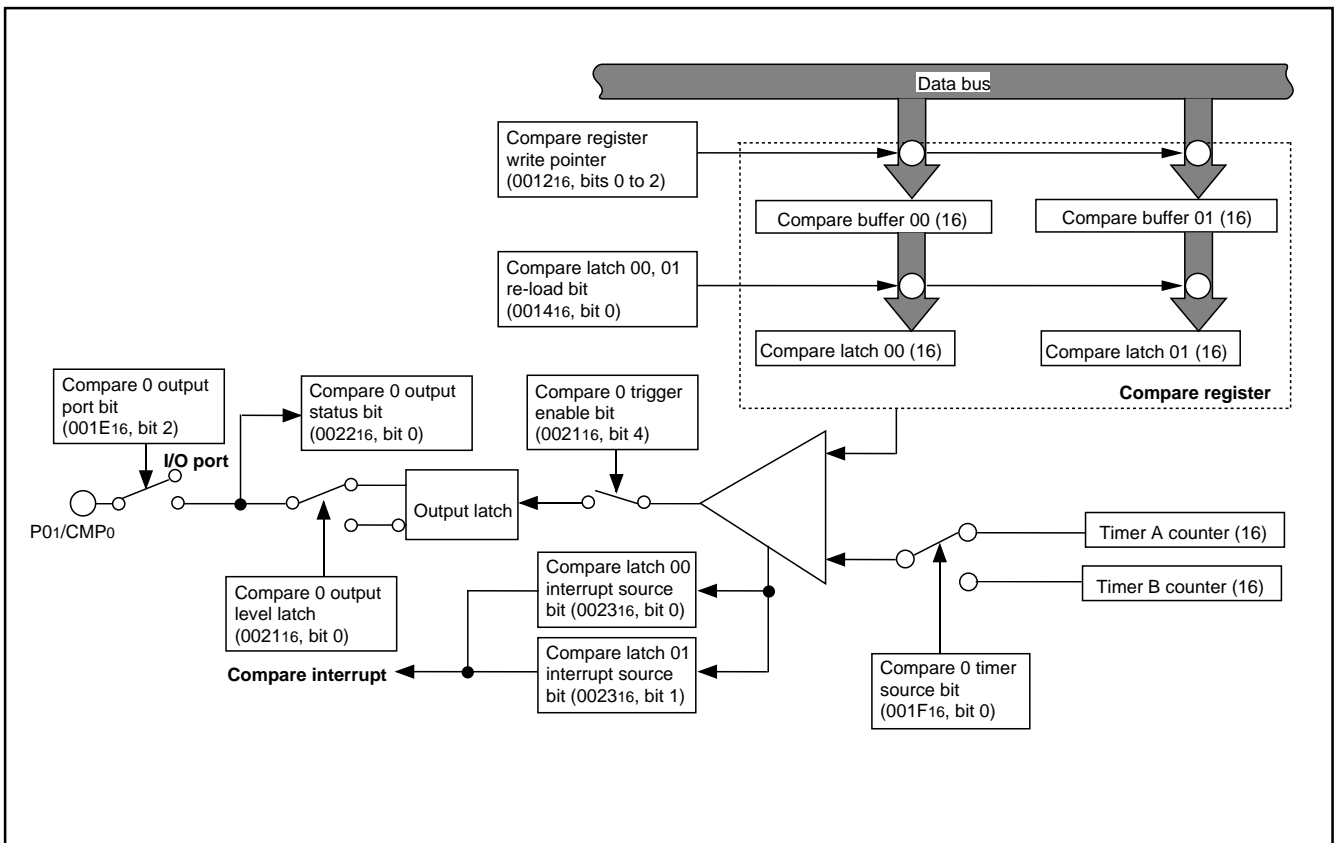 Data bus
Compare register
write pointer
(001216, bits 0 to 2)
Compare buffer 00 (16)
Compare buffer 01 (16)
Compare latch 00, 01
re-load bit
(001416, bit 0)
Compare latch 00 (16)
Compare latch 01 (16)
Compare register
Compare 0 output
port bit
(001E16, bit 2)
Compare 0 output
status bit
(002216, bit 0)
Compare 0 trigger
enable bit
(002116, bit 4)
I/O port
P01/CMP0
Output latch
Timer A counter (16)
Timer B counter (16)
Compare 0 output
level latch
(002116, bit 0)
Compare latch 00
interrupt source
bit (002316, bit 0)
Compare latch 01
interrupt source
bit (002316, bit 1)
Compare interrupt
Compare 0 timer
source bit
(001F16, bit 0)